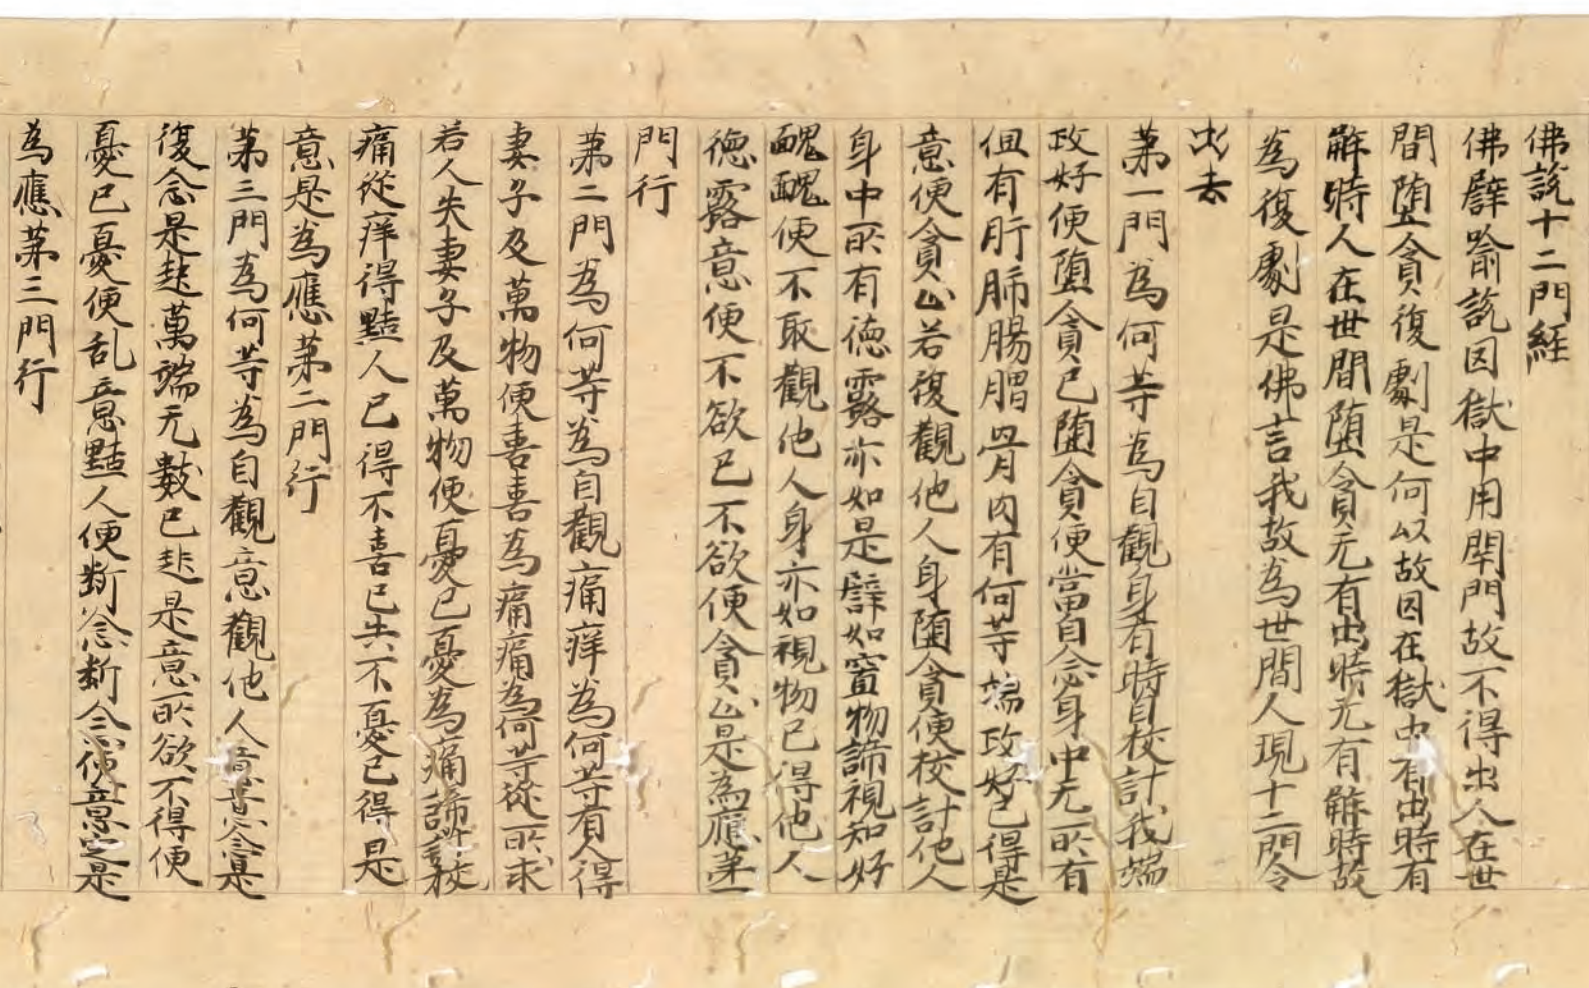 佛說十二門經
佛譬喻說因獄中用閈門故不得出人在世
間墮貪復劇是何以故因在獄中有出時有
解時人在世間墮貪无有出時无有解時故
為復劇是佛言我故為世間人現十二門令
出去
第一門為何等為自觀身有時自校計我端
政好便墮貪已墮貪便當自念身中无所有
但有肝肺腸胃骨肉有何等端政好已得是
意便貪止若復觀他人身墮貪便校計他人
身中所有德露亦如是譬如窗物諦視知好
醜醜便不取觀他人身亦如視物已得他人
德露意便不欲已不欲便貪止是為應第一
門行
第二門為何等為自觀痛痒為何等有人得
妻子及萬物便喜喜為痛痛為何等從所求
若人失妻子及萬物便憂已憂為痛諦諦校
痛從痒得黠人已得不喜已失不憂已得是
意是為應第二門行
第三門為何等為自觀意觀他人意意念是
復念是起萬端无數已起是意所欲不得便
憂已憂便乱意黠人便断念断念便意定是
為應第三門行